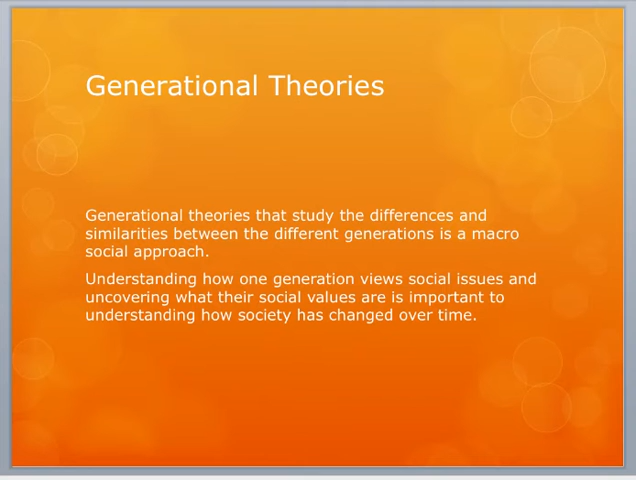 Generational Theories
Generational theories that study the differences and
similarities between the different generations is a macro
social approach.
Understanding how one generation views social issues and
uncovering what their social values are is important to
understanding how society has changed over time.